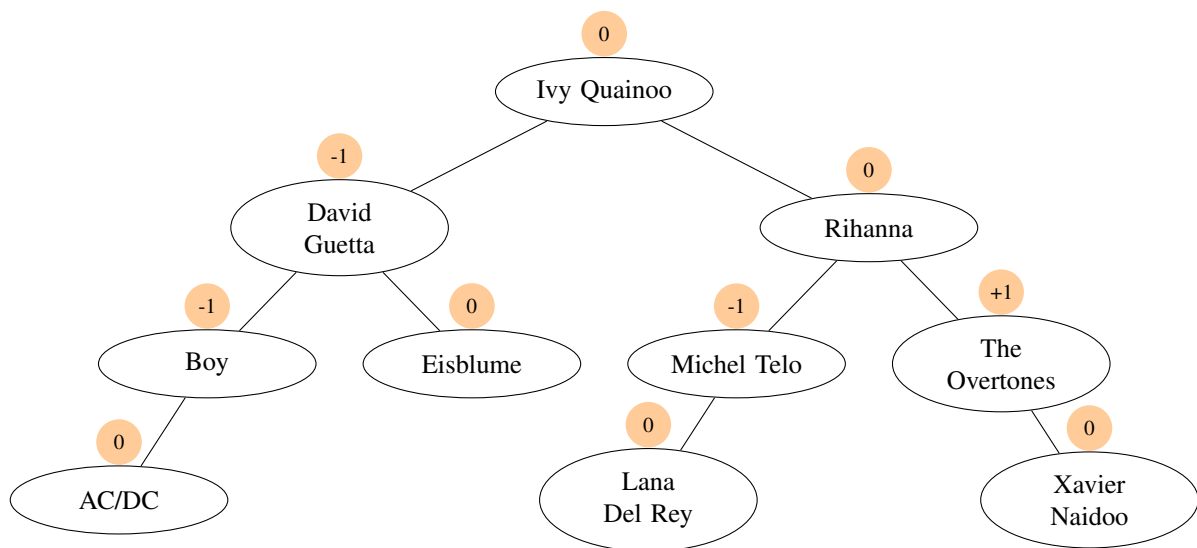 0
Ivy Quainoo
-1
David
Guetta
0
Rihanna
-1
Boy
0
Eisblume
-1
Michel Telo
+1
The
Overtones
0
AC/DC
0
Lana
Del Rey
0
Xavier
Naidoo